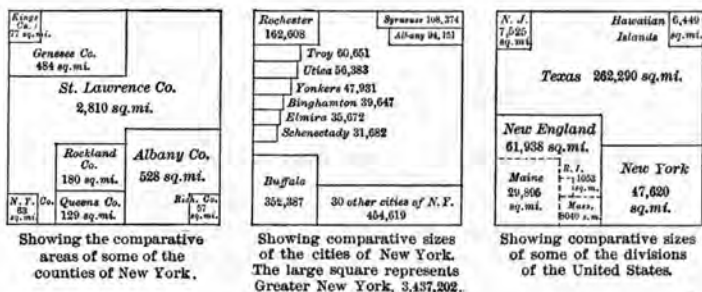 Kings
Co.
77 sq.mi.
Genesee Co.
484 sq.mi.
St. Lawrence Co.
2,810 sq.mi.
Rockland
Co.
180 sq.mi.
Albany Co.
528 sq.mi.
N. Y. Co.
63
sq.mi.
Queens Co.
129 sq.mi.
Rich. Co.
57
sq.mi.
Showing the comparative
areas of some of the
counties of New York.
Rochester
162,608
Syracuse 108,374
Albany 94,151
Troy 60,651
Utica 56,383
Yonkers 47,931
Binghamton 39,647
Elmira 35,672
Schenectady 31,682
Buffalo
352,387
30 other cities of N.Y.
454,619
Showing comparative sizes
of the cities of New York.
The large square represents
Greater New York, 3,437,202.
N. J.
7,525
sq.mi.
Hawaiian
Islands
6,449
sq.mi.
Texas 262,290 sq.mi.
New England
61,938 sq.mi.
Maine
29,895
sq.mi.
R. I.
1053
sq.m.
Mass.
8040 s.m.
New York
47,620
sq.mi.
Showing comparative sizes
of some of the divisions
of the United States.